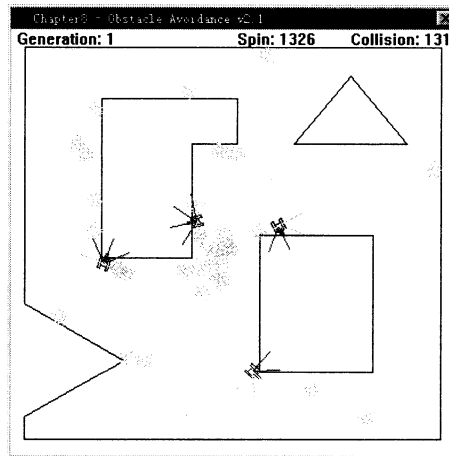 Chapter8 - Obstacle Avoidance v2.1
Generation: 1 Spin: 1326 Collision: 131